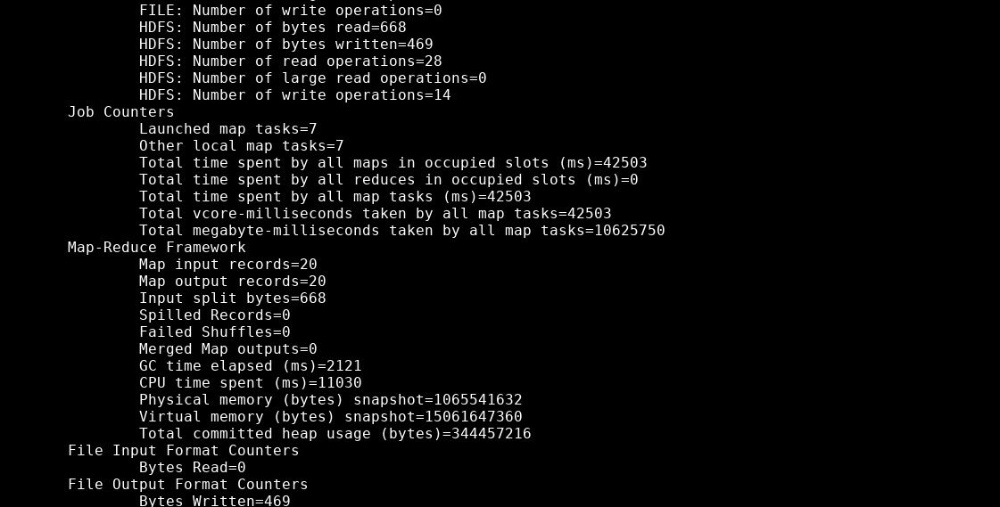 FILE: Number of write operations=0
HDFS: Number of bytes read=668
HDFS: Number of bytes written=469
HDFS: Number of read operations=28
HDFS: Number of large read operations=0
HDFS: Number of write operations=14
Job Counters
Launched map tasks=7
Other local map tasks=7
Total time spent by all maps in occupied slots (ms)=42503
Total time spent by all reduces in occupied slots (ms)=0
Total time spent by all map tasks (ms)=42503
Total vcore-milliseconds taken by all map tasks=42503
Total megabyte-milliseconds taken by all map tasks=10625750
Map-Reduce Framework
Map input records=20
Map output records=20
Input split bytes=668
Spilled Records=0
Failed Shuffles=0
Merged Map outputs=0
GC time elapsed (ms)=2121
CPU time spent (ms)=11030
Physical memory (bytes) snapshot=1065541632
Virtual memory (bytes) snapshot=15061647360
Total committed heap usage (bytes)=344457216
File Input Format Counters
Bytes Read=0
File Output Format Counters
Bytes Written=469